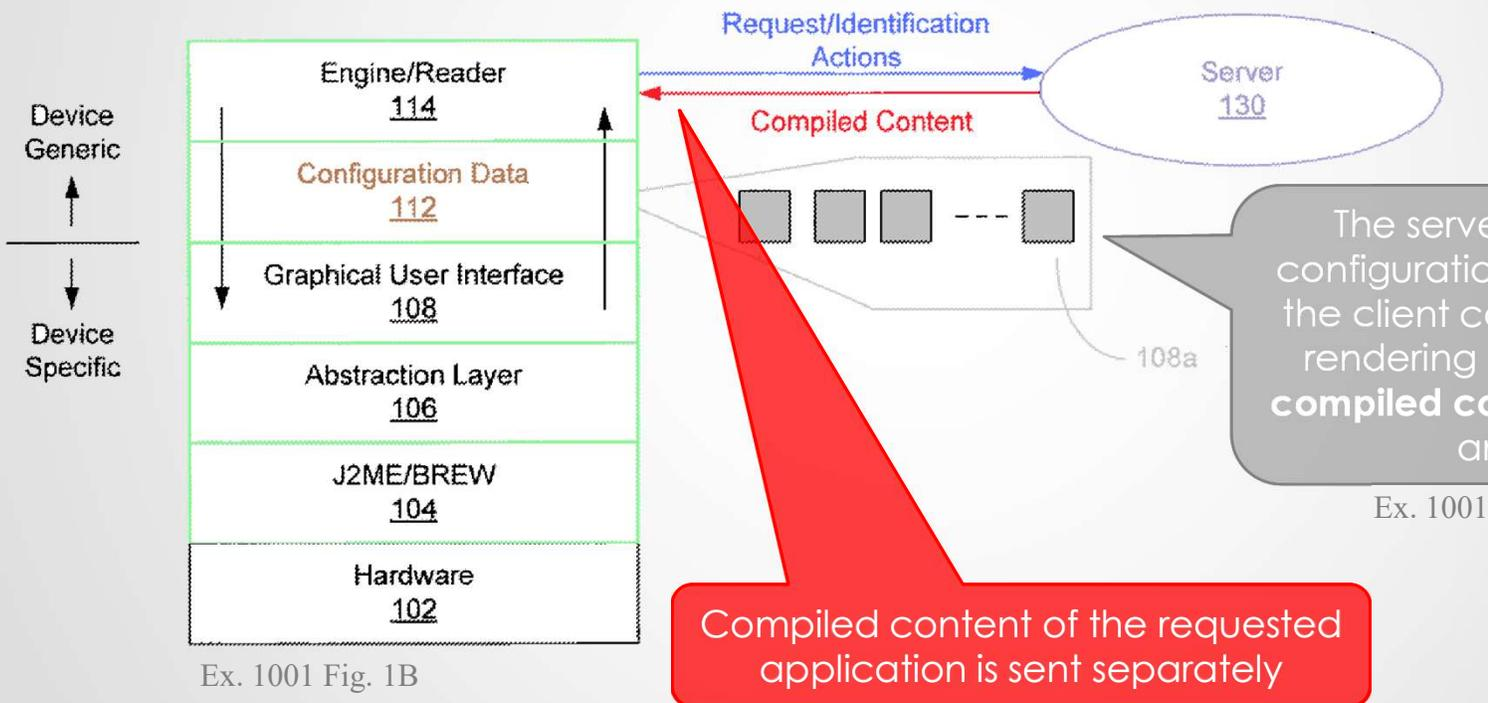 Request/Identification
Actions
Compiled Content
Server
130
Device
Generic
Device
Specific
Engine/Reader
114
Configuration Data
112
Graphical User Interface
108
Abstraction Layer
106
J2ME/BREW
104
Hardware
102
108a
The serve
configuratio
the client co
rendering
compiled co
an
Ex. 1001
Compiled content of the requested
application is sent separately
Ex. 1001 Fig. 1B